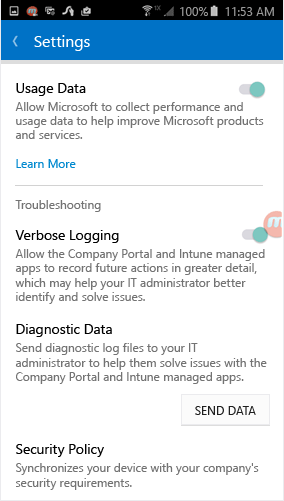 100% 11:53 AM
Settings
Usage Data
Allow Microsoft to collect performance and
usage data to help improve Microsoft products
and services.
Learn More
Troubleshooting
Verbose Logging
Allow the Company Portal and Intune managed
apps to record future actions in greater detail,
which may help your IT administrator better
identify and solve issues.
Diagnostic Data
Send diagnostic log files to your IT
administrator to help them solve issues with the
Company Portal and Intune managed apps.
SEND DATA
Security Policy
Synchronizes your device with your company's
security requirements.